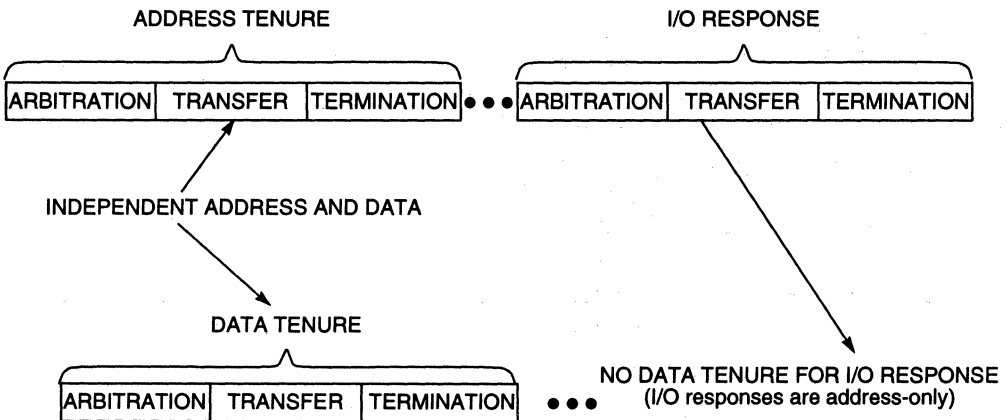 ADDRESS TENURE
I/O RESPONSE
ARBITRATION TRANSFER TERMINATION ●●● ARBITRATION TRANSFER TERMINATION
INDEPENDENT ADDRESS AND DATA
DATA TENURE
NO DATA TENURE FOR I/O RESPONSE
ARBITRATION TRANSFER TERMINATION ●●● (I/O responses are address-only)